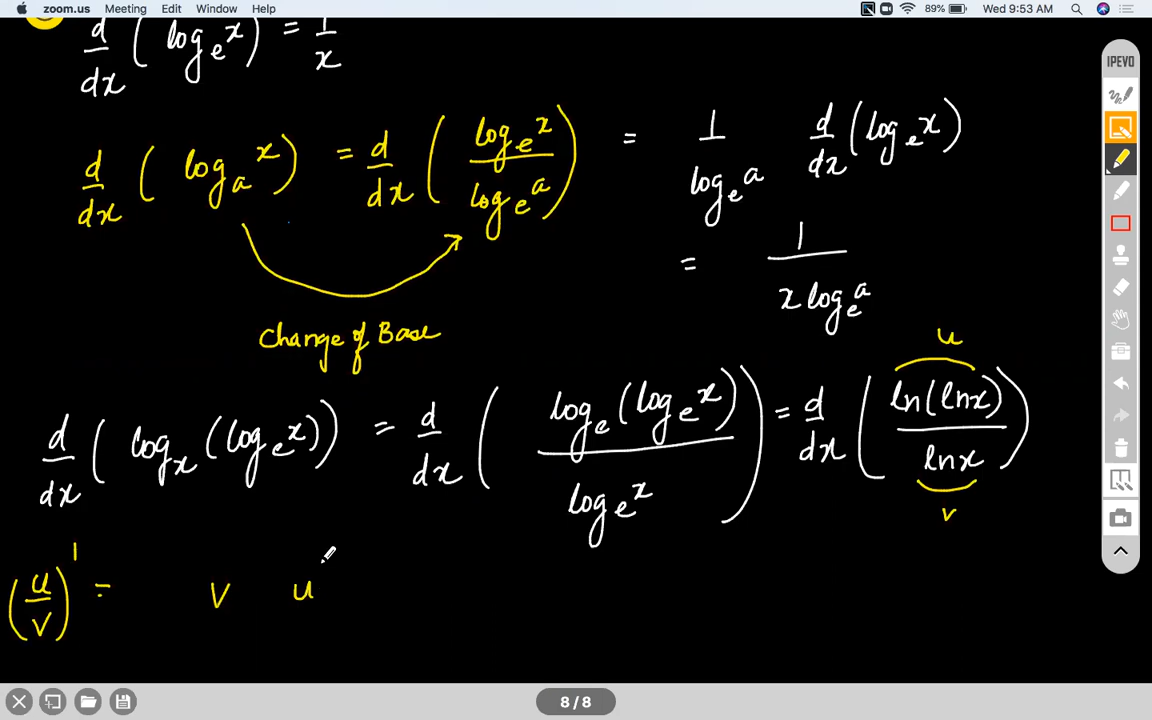 zoom.us Meeting Edit Window Help 89% Wed 9:53 AM
IPEVO
d/dx ( log_e^x ) = 1/x
d/dx ( log_a^x ) = d/dx ( log_e^x / log_e^a ) = 1/log_e^a d/dx ( log_e^x )
= 1/(x log_e^a)
Change of Base
u
d/dx ( log_x (log_e^x) ) = d/dx ( log_e (log_e^x) / log_e^x ) = d/dx ( ln(lnx) / lnx )
v
(u/v)' = v u
8 / 8